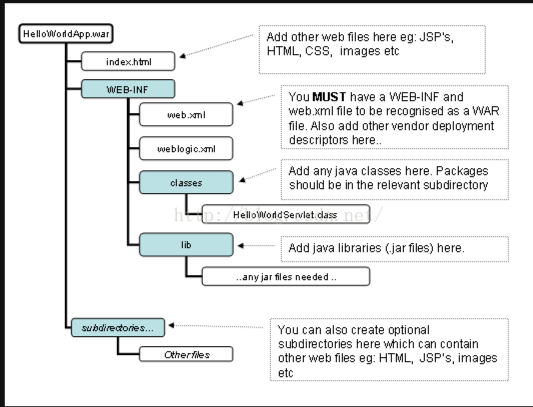 HelloWorldApp.war
index.html
Add other web files here eg: JSP's,
HTML, CSS, images etc
WEB-INF
web.xml
You MUST have a WEB-INF and
web.xml file to be recognised as a WAR
file. Also add other vendor deployment
descriptors here..
weblogic.xml
classes
Add any java classes here. Packages
should be in the relevant subdirectory
HelloWorldServlet.class
lib
Add java libraries (.jar files) here.
..any jar files needed ..
subdirectories...
Other files
You can also create optional
subdirectories here which can contain
other web files eg: HTML, JSP's, images
etc